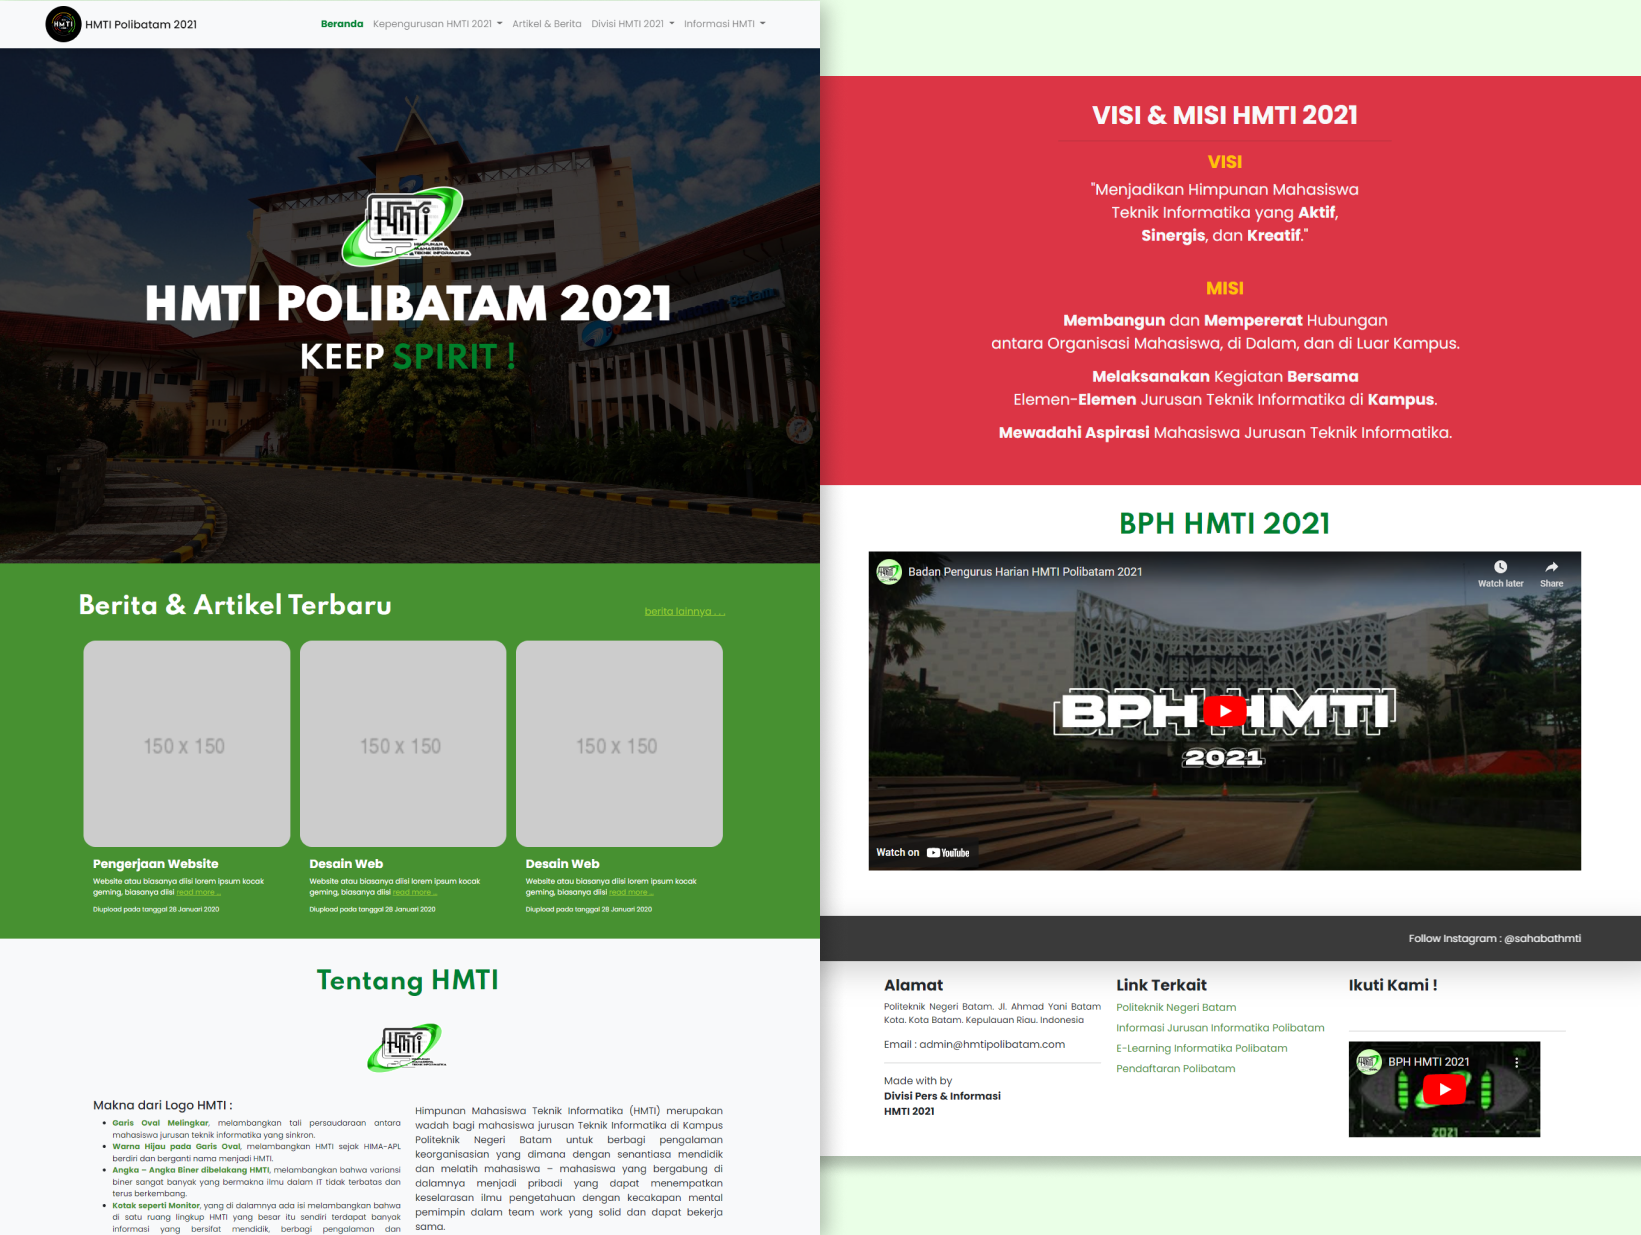 HMTI Polibatam 2021
Beranda
Kepengurusan HMTI 2021
Artikel & Berita
Divisi HMTI 2021
Informasi HMTI
HMTI
HIMPUNAN
MAHASISWA
TEKNIK INFORMATIKA
HMTI POLIBATAM 2021
KEEP SPIRIT !
Berita & Artikel Terbaru
berita lainnya . . .
150 x 150
150 x 150
150 x 150
Pengerjaan Website
Website atau biasanya diisi lorem ipsum kocak
geming, biasanya diisi read more ...
Diupload pada tanggal 28 Januari 2020
Desain Web
Website atau biasanya diisi lorem ipsum kocak
geming, biasanya diisi read more ...
Diupload pada tanggal 28 Januari 2020
Desain Web
Website atau biasanya diisi lorem ipsum kocak
geming, biasanya diisi read more ...
Diupload pada tanggal 28 Januari 2020
Tentang HMTI
HMTI
Makna dari Logo HMTI :
• Garis Oval Melingkar, melambangkan tali persaudaraan antara
mahasiswa jurusan teknik informatika yang sinkron.
• Warna Hijau pada Garis Oval, melambangkan HMTI sejak HIMA-APL
berdiri dan berganti nama menjadi HMTI.
• Angka – Angka Biner dibelakang HMTI, melambangkan bahwa variansi
biner sangat banyak yang bermakna ilmu dalam IT tidak terbatas dan
terus berkembang.
• Kotak seperti Monitor, yang di dalamnya ada isi melambangkan bahwa
di satu ruang lingkup HMTI yang besar itu sendiri terdapat banyak
informasi yang bersifat mendidik, berbagi pengalaman dan
Himpunan Mahasiswa Teknik Informatika (HMTI) merupakan
wadah bagi mahasiswa jurusan Teknik Informatika di Kampus
Politeknik Negeri Batam untuk berbagi pengalaman
keorganisasian yang dimana dengan senantiasa mendidik
dan melatih mahasiswa – mahasiswa yang bergabung di
dalamnya menjadi pribadi yang dapat menempatkan
keselarasan ilmu pengetahuan dengan kecakapan mental
pemimpin dalam team work yang solid dan dapat bekerja
sama.
VISI & MISI HMTI 2021
VISI
"Menjadikan Himpunan Mahasiswa
Teknik Informatika yang Aktif,
Sinergis, dan Kreatif."
MISI
Membangun dan Mempererat Hubungan
antara Organisasi Mahasiswa, di Dalam, dan di Luar Kampus.
Melaksanakan Kegiatan Bersama
Elemen-Elemen Jurusan Teknik Informatika di Kampus.
Mewadahi Aspirasi Mahasiswa Jurusan Teknik Informatika.
BPH HMTI 2021
Badan Pengurus Harian HMTI Polibatam 2021
Watch later
Share
BPH HMTI
2021
Watch on YouTube
Follow Instagram : @sahabathmti
Alamat
Politeknik Negeri Batam. Jl. Ahmad Yani Batam
Kota. Kota Batam. Kepulauan Riau. Indonesia
Email : admin@hmtipolibatam.com
Made with by
Divisi Pers & Informasi
HMTI 2021
Link Terkait
Politeknik Negeri Batam
Informasi Jurusan Informatika Polibatam
E-Learning Informatika Polibatam
Pendaftaran Polibatam
Ikuti Kami !
BPH HMTI 2021
2021